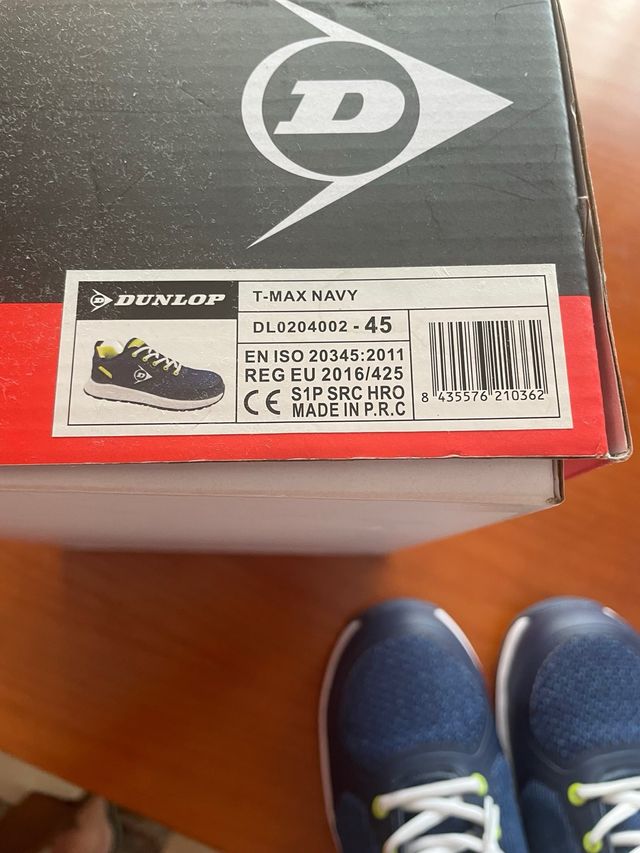 D
DUNLOP
T-MAX NAVY
DL0204002 - 45
EN ISO 20345:2011
REG EU 2016/425
CE S1P SRC HRO
MADE IN P.R.C
8 435576 210362